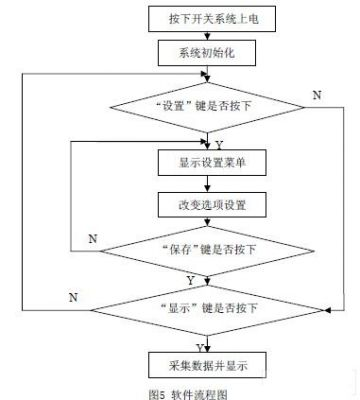 按下开关系统上电
系统初始化
“设置”键是否按下
N
Y
显示设置菜单
改变选项设置
“保存”键是否按下
N
Y
“显示”键是否按下
N
Y
采集数据并显示
图5 软件流程图